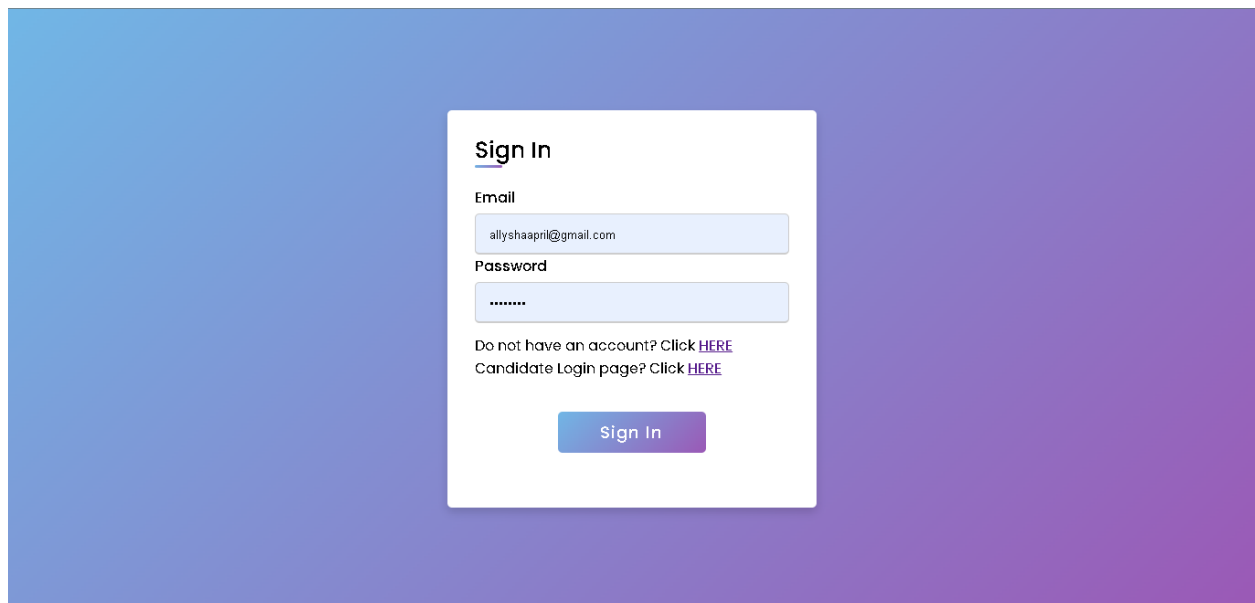 Sign In
Email
allyshaapril@gmail.com
Password
••••••••
Do not have an account? Click HERE
Candidate Login page? Click HERE
Sign In